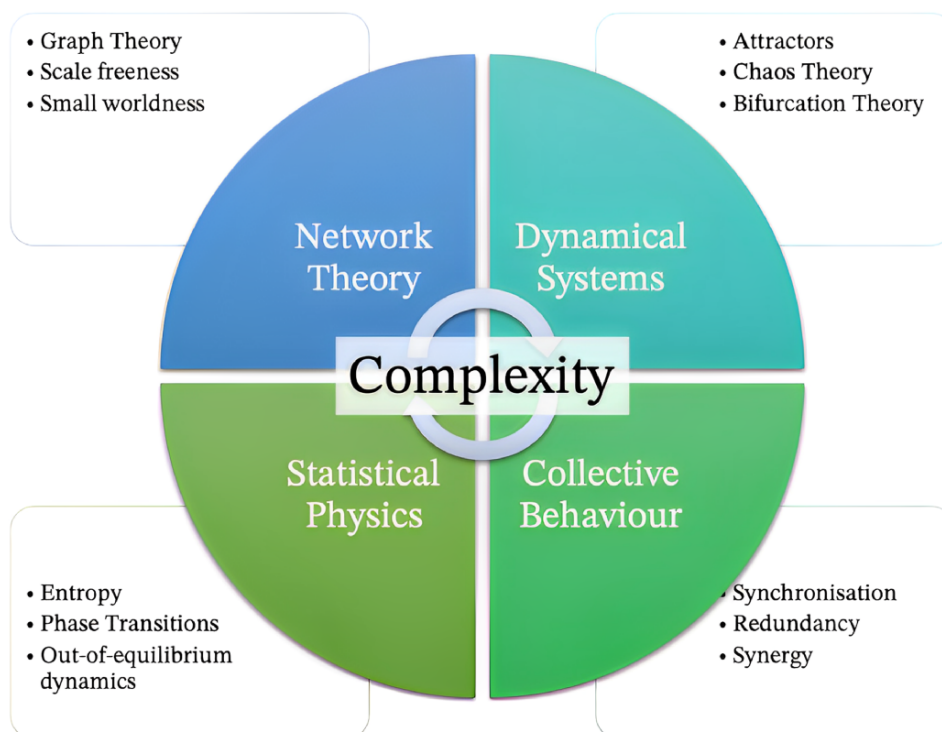 • Graph Theory
• Scale freeness
• Small worldness
• Attractors
• Chaos Theory
• Bifurcation Theory
Network
Theory
Dynamical
Systems
Complexity
Statistical
Physics
Collective
Behaviour
• Entropy
• Phase Transitions
• Out-of-equilibrium
dynamics
• Synchronisation
• Redundancy
• Synergy